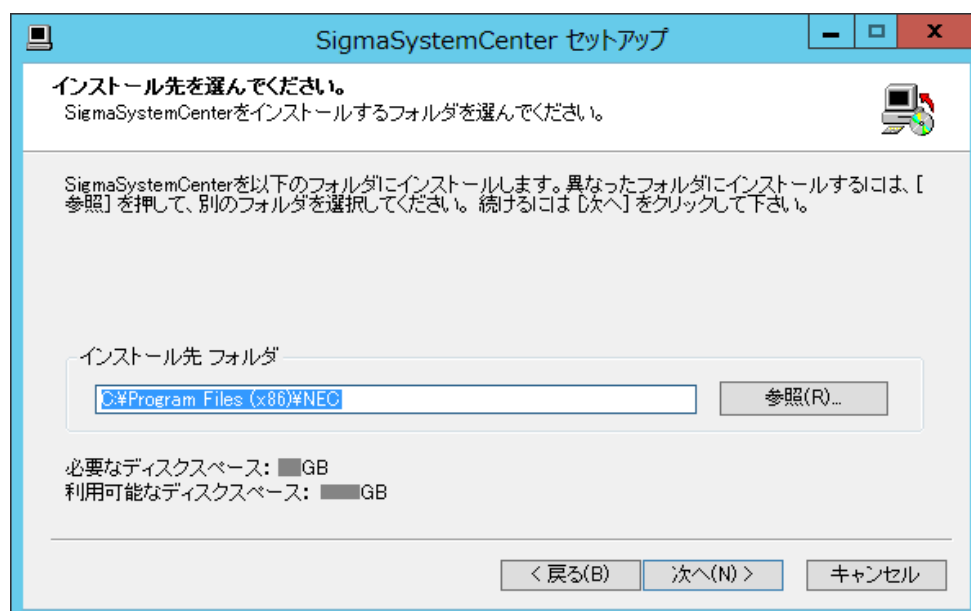 SigmaSystemCenter セットアップ
インストール先を選んでください。
SigmaSystemCenterをインストールするフォルダを選んでください。
SigmaSystemCenterを以下のフォルダにインストールします。異なったフォルダにインストールするには、[
参照] を押して、別のフォルダを選択してください。続けるには [次へ] をクリックして下さい。
インストール先 フォルダ
C:¥Program Files (x86)¥NEC
参照(R)...
必要なディスクスペース: GB
利用可能なディスクスペース: GB
< 戻る(B)
次へ(N) >
キャンセル